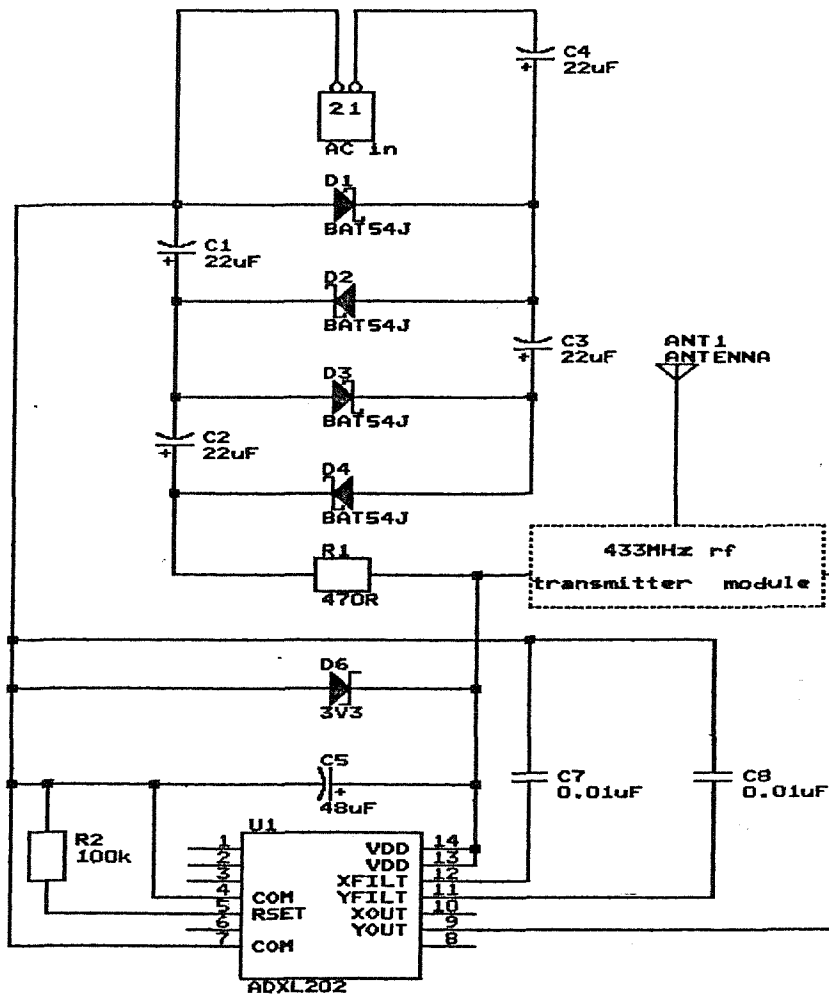 C4
22uF
21
AC in
D1
BAT54J
C1
22uF
D2
BAT54J
C3
22uF
ANT1
ANTENNA
D3
BAT54J
C2
22uF
D4
BAT54J
433MHz rf
transmitter module
R1
470R
D6
3V3
C5
48uF
C7
0.01uF
C8
0.01uF
R2
100k
U1
1
2
3
4
5
6
7
COM
RSET
COM
VDD
VDD
XFILT
YFILT
XOUT
YOUT
14
13
12
11
10
9
8
ADXL202